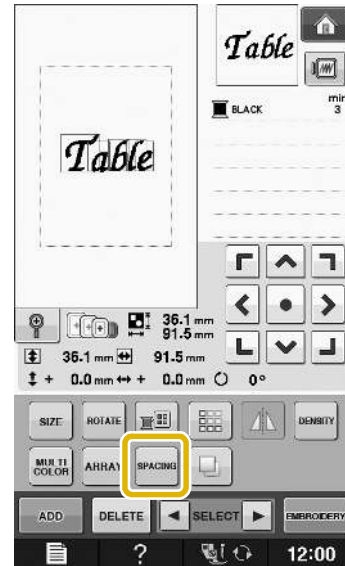 Table
Table
BLACK
min
3
36.1 mm
91.5 mm
36.1 mm 91.5 mm
+ 0.0 mm + 0.0 mm 0°
SIZE ROTATE DENSITY
MULTI
COLOR ARRAY SPACING
ADD DELETE SELECT EMBROIDERY
? 12:00